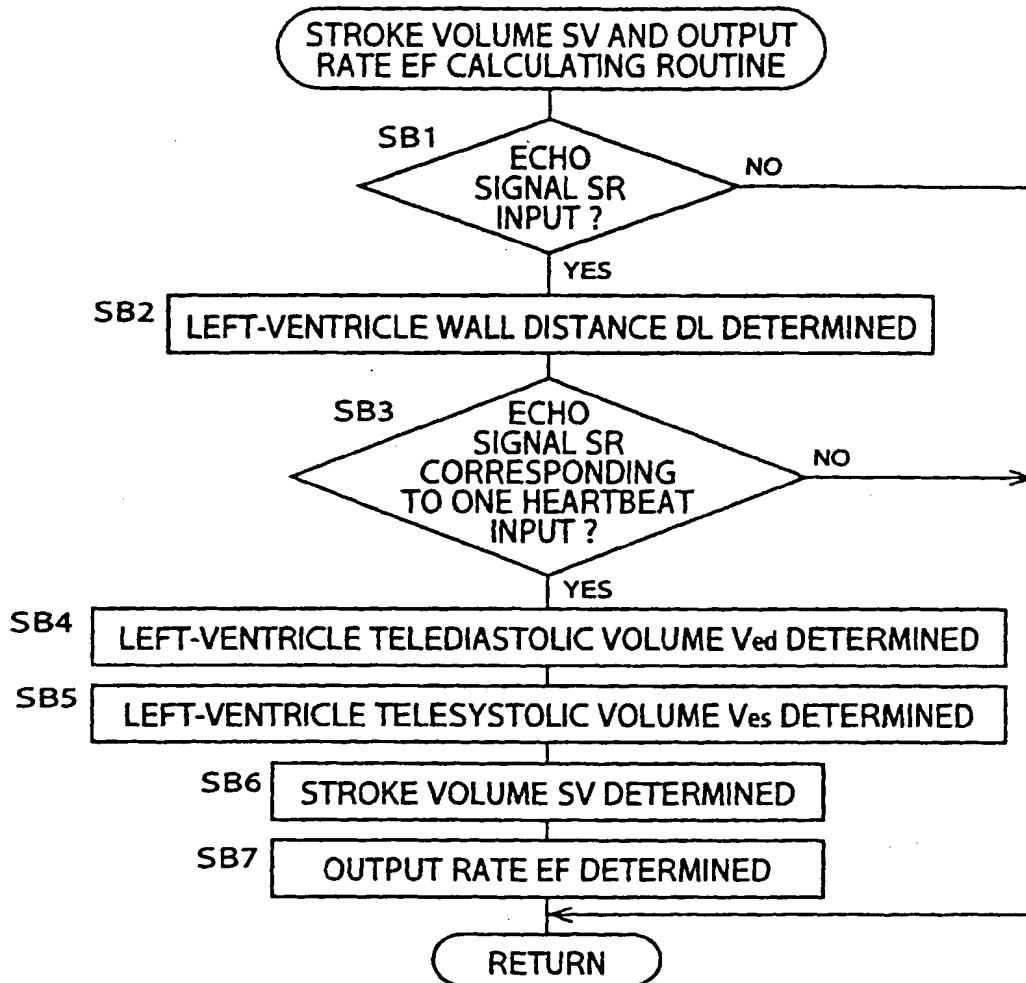 STROKE VOLUME SV AND OUTPUT
RATE EF CALCULATING ROUTINE
SB1
ECHO
SIGNAL SR
INPUT ?
NO
YES
SB2
LEFT-VENTRICLE WALL DISTANCE DL DETERMINED
SB3
ECHO
SIGNAL SR
CORRESPONDING
TO ONE HEARTBEAT
INPUT ?
NO
YES
SB4
LEFT-VENTRICLE TELEDIASTOLIC VOLUME Ved DETERMINED
SB5
LEFT-VENTRICLE TELESYSTOLIC VOLUME Ves DETERMINED
SB6
STROKE VOLUME SV DETERMINED
SB7
OUTPUT RATE EF DETERMINED
RETURN